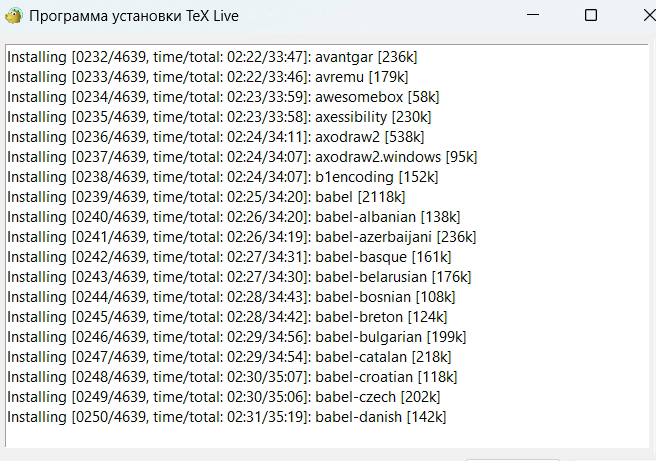 Программа установки TeX Live
Installing [0232/4639, time/total: 02:22/33:47]: avantgar [236k]
Installing [0233/4639, time/total: 02:22/33:46]: avremu [179k]
Installing [0234/4639, time/total: 02:23/33:59]: awesomebox [58k]
Installing [0235/4639, time/total: 02:23/33:58]: axessibility [230k]
Installing [0236/4639, time/total: 02:24/34:11]: axodraw2 [538k]
Installing [0237/4639, time/total: 02:24/34:07]: axodraw2.windows [95k]
Installing [0238/4639, time/total: 02:24/34:07]: b1encoding [152k]
Installing [0239/4639, time/total: 02:25/34:20]: babel [2118k]
Installing [0240/4639, time/total: 02:26/34:20]: babel-albanian [138k]
Installing [0241/4639, time/total: 02:26/34:19]: babel-azerbaijani [236k]
Installing [0242/4639, time/total: 02:27/34:31]: babel-basque [161k]
Installing [0243/4639, time/total: 02:27/34:30]: babel-belarusian [176k]
Installing [0244/4639, time/total: 02:28/34:43]: babel-bosnian [108k]
Installing [0245/4639, time/total: 02:28/34:42]: babel-breton [124k]
Installing [0246/4639, time/total: 02:29/34:56]: babel-bulgarian [199k]
Installing [0247/4639, time/total: 02:29/34:54]: babel-catalan [218k]
Installing [0248/4639, time/total: 02:30/35:07]: babel-croatian [118k]
Installing [0249/4639, time/total: 02:30/35:06]: babel-czech [202k]
Installing [0250/4639, time/total: 02:31/35:19]: babel-danish [142k]